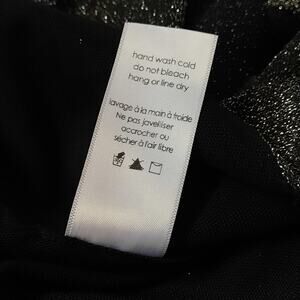 hand wash cold
do not bleach
hang or line dry
lavage à la main à froide
Ne pas javelliser
accrocher ou
sécher à l'air libre